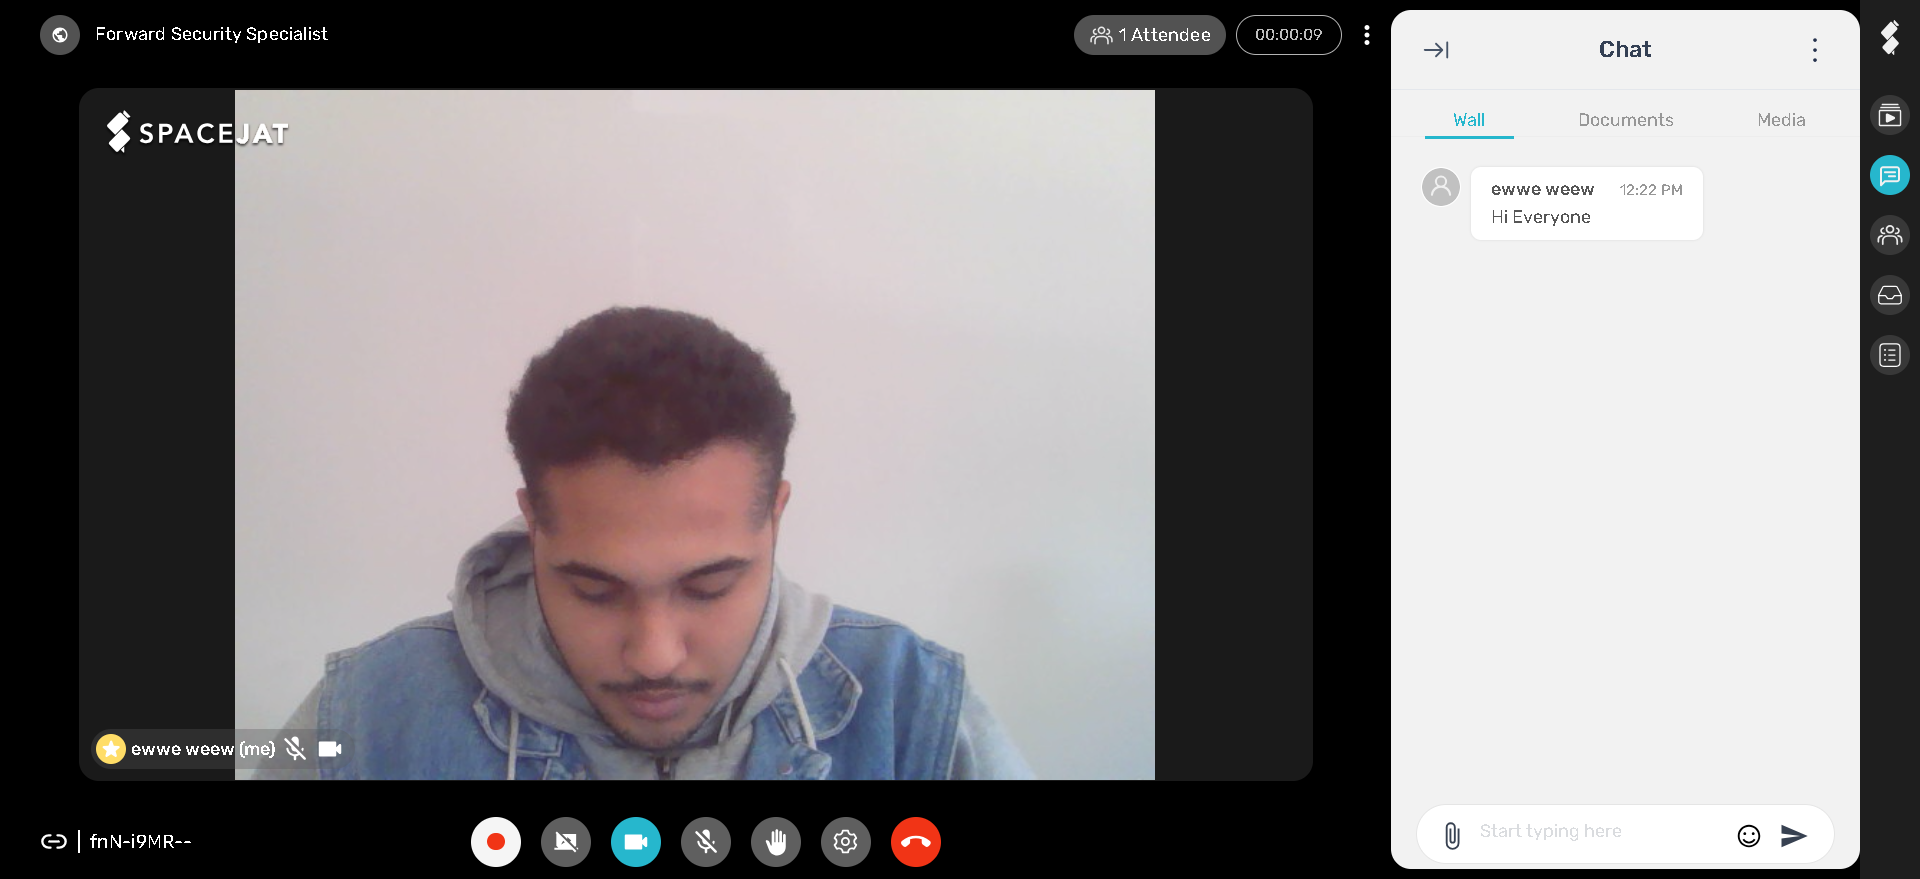 Forward Security Specialist
1 Attendee
00:00:09
SPACEJAT
ewwe weew (me)
fnN-i9MR--
Chat
Wall Documents Media
ewwe weew 12:22 PM
Hi Everyone
Start typing here